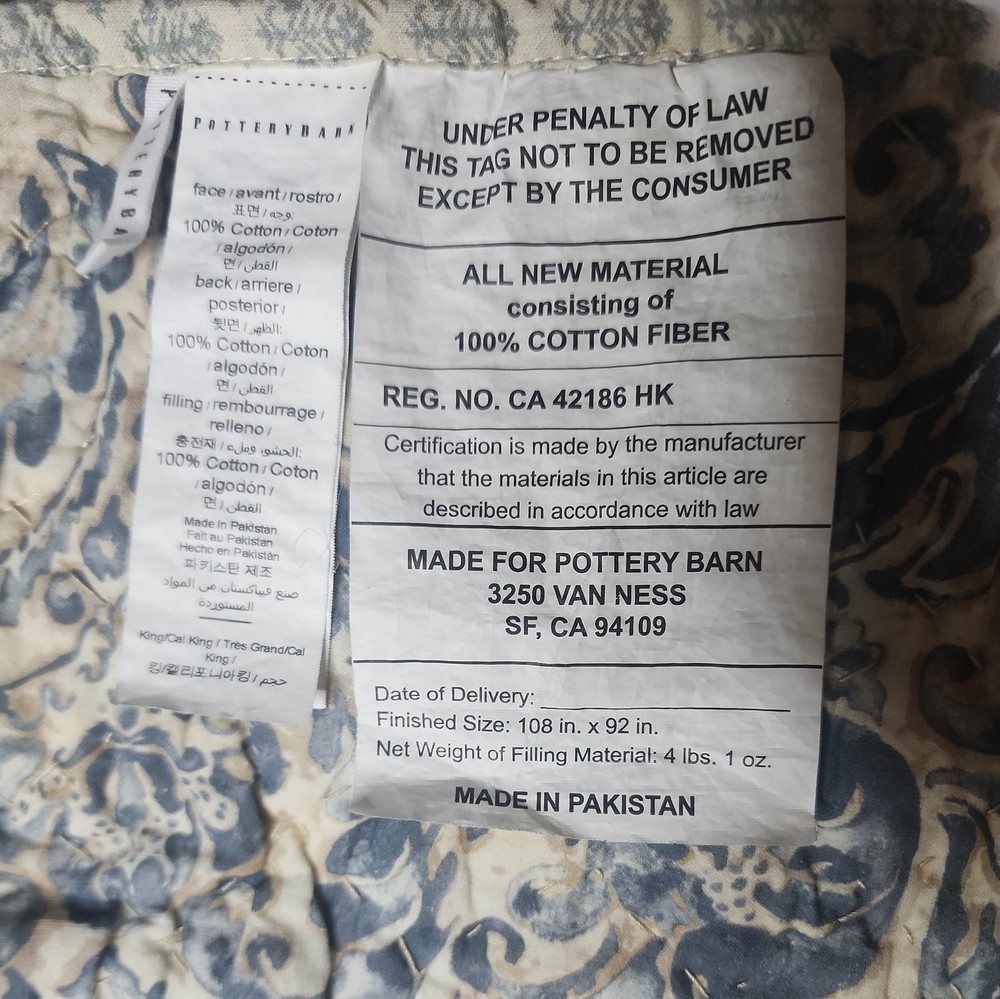 POTTERYBARN
face / avant / rostro /
표면 / وجه:
100% Cotton / Coton
/ algodón /
면 / القطن
back / arriere /
posterior /
뒷면 / الظهر:
100% Cotton / Coton
/ algodón /
면 / القطن
filling / rembourrage /
relleno /
충전재 / الحشو وملء:
100% Cotton / Coton
/ algodón /
면 / القطن
Made in Pakistan
Fait au Pakistan
Hecho en Pakistán
파키스탄 제조
صنع فيباكستان من المواد
المستوردة
King/Cal King / Très Grand/Cal
King /
킹/캘리포니아킹 / حجم
UNDER PENALTY OF LAW
THIS TAG NOT TO BE REMOVED
EXCEPT BY THE CONSUMER
ALL NEW MATERIAL
consisting of
100% COTTON FIBER
REG. NO. CA 42186 HK
Certification is made by the manufacturer
that the materials in this article are
described in accordance with law
MADE FOR POTTERY BARN
3250 VAN NESS
SF, CA 94109
Date of Delivery:
Finished Size: 108 in. x 92 in.
Net Weight of Filling Material: 4 lbs. 1 oz.
MADE IN PAKISTAN